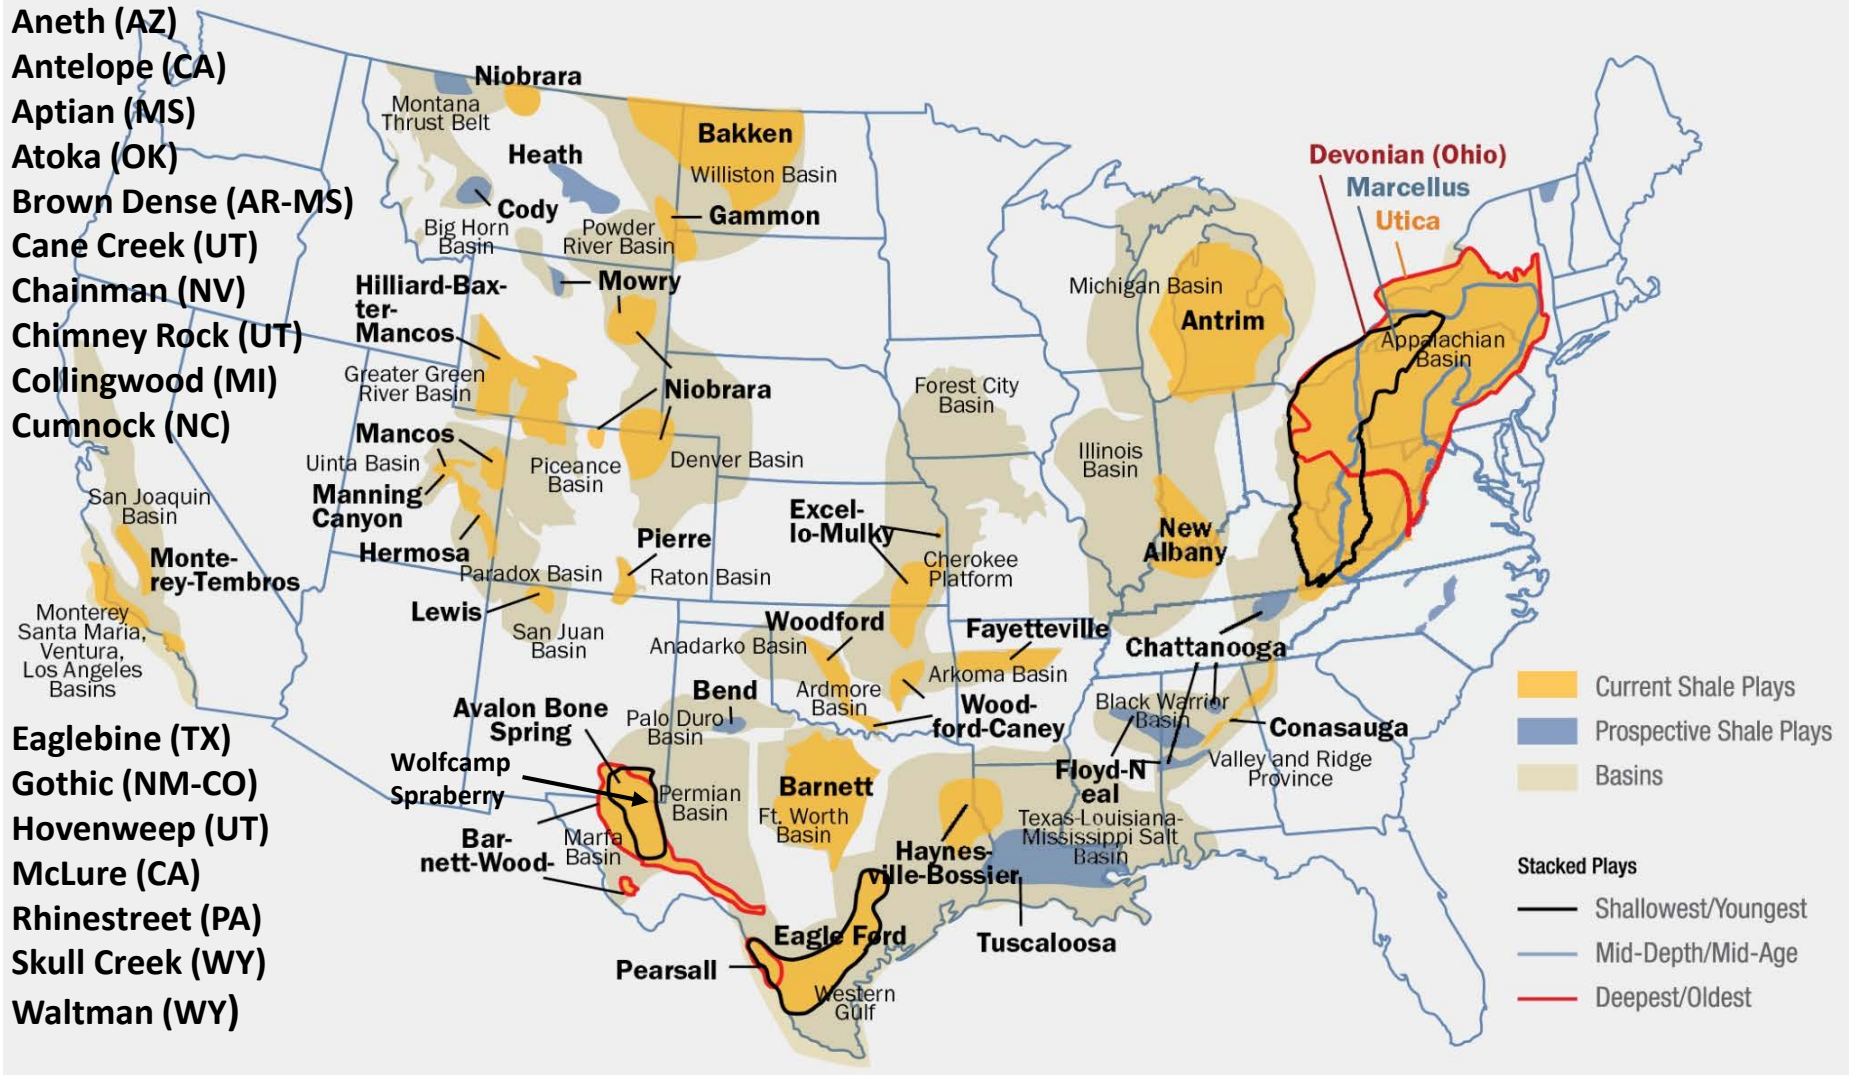 Aneth (AZ)
Antelope (CA)
Aptian (MS)
Atoka (OK)
Brown Dense (AR-MS)
Cane Creek (UT)
Chainman (NV)
Chimney Rock (UT)
Collingwood (MI)
Cumnock (NC)
Eaglebine (TX)
Gothic (NM-CO)
Hovenweep (UT)
McLure (CA)
Rhinestreet (PA)
Skull Creek (WY)
Waltman (WY)
Niobrara
Montana
Thrust Belt
Bakken
Williston Basin
Heath
Cody
Gammon
Big Horn
Basin
Powder
River Basin
Hilliard-Bax-
ter-
Mancos
Mowry
Greater Green
River Basin
Niobrara
Mancos
Uinta Basin
Manning
Canyon
Piceance
Basin
Denver Basin
Hermosa
Paradox Basin
Pierre
Raton Basin
Lewis
San Juan
Basin
San Joaquin
Basin
Monte-
rey-Tembros
Monterey
Santa Maria,
Ventura,
Los Angeles
Basins
Forest City
Basin
Excel-
lo-Mulky
Cherokee
Platform
Woodford
Anadarko Basin
Fayetteville
Arkoma Basin
Ardmore
Basin
Wood-
ford-Caney
Bend
Palo Duro
Basin
Avalon Bone
Spring
Wolfcamp
Spraberry
Permian
Basin
Bar-
nett-Wood-
Marfa
Basin
Barnett
Ft. Worth
Basin
Haynes-
ville-Bossier
Eagle Ford
Pearsall
Western
Gulf
Tuscaloosa
Texas-Louisiana-
Mississippi Salt
Basin
Floyd-N
eal
Black Warrior
Basin
Chattanooga
Conasauga
Valley and Ridge
Province
Michigan Basin
Antrim
Illinois
Basin
New
Albany
Devonian (Ohio)
Marcellus
Utica
Appalachian
Basin
Current Shale Plays
Prospective Shale Plays
Basins
Stacked Plays
Shallowest/Youngest
Mid-Depth/Mid-Age
Deepest/Oldest